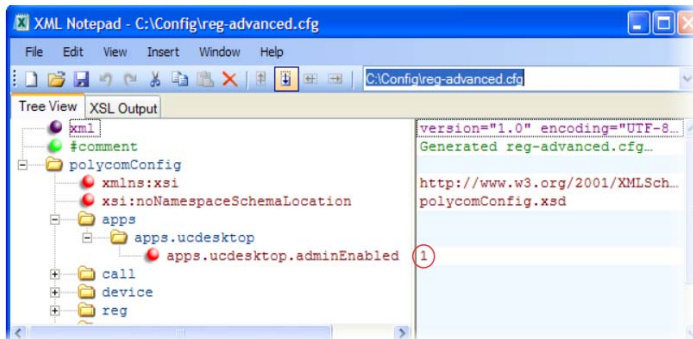 XML Notepad - C:\Config\reg-advanced.cfg
File Edit View Insert Window Help
C:\Config\reg-advanced.cfg
Tree View XSL Output
xml version="1.0" encoding="UTF-8...
#comment Generated reg-advanced.cfg...
polycomConfig
xmlns:xsi http://www.w3.org/2001/XMLSch...
xsi:noNamespaceSchemaLocation polycomConfig.xsd
apps
apps.ucdesktop
apps.ucdesktop.adminEnabled 1
call
device
reg